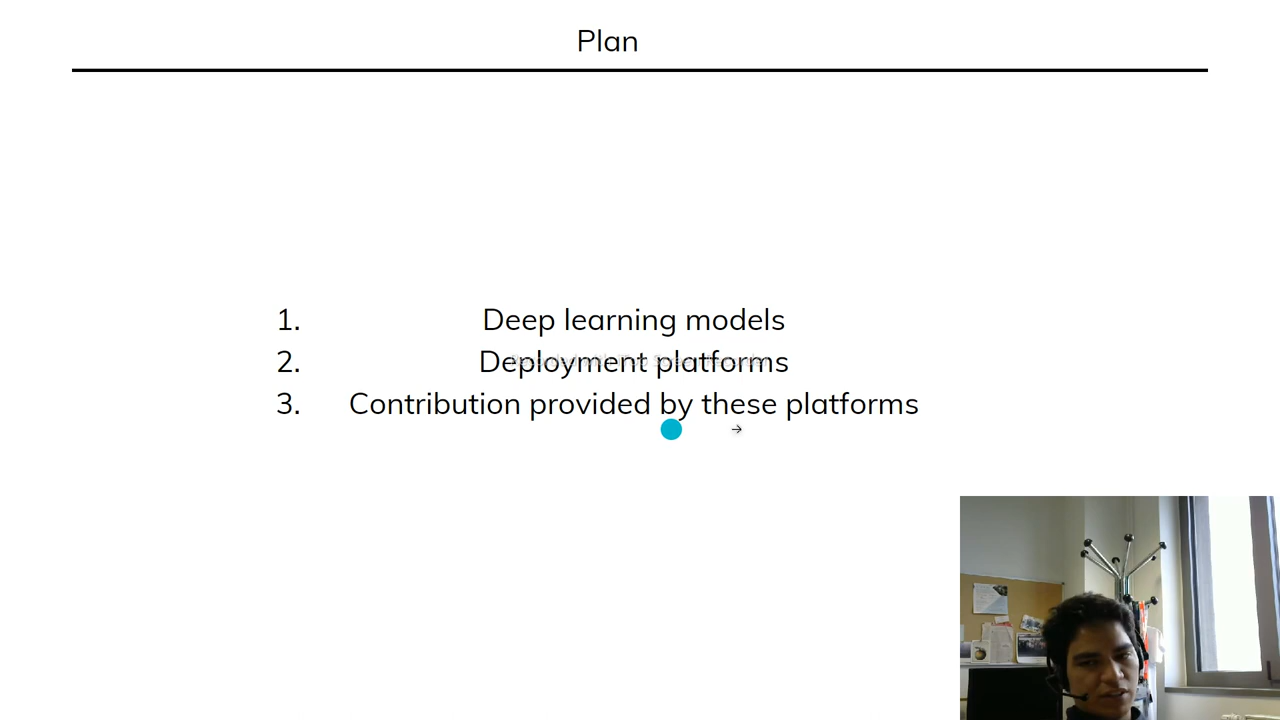 Plan
1. Deep learning models
2. Deployment platforms
3. Contribution provided by these platforms